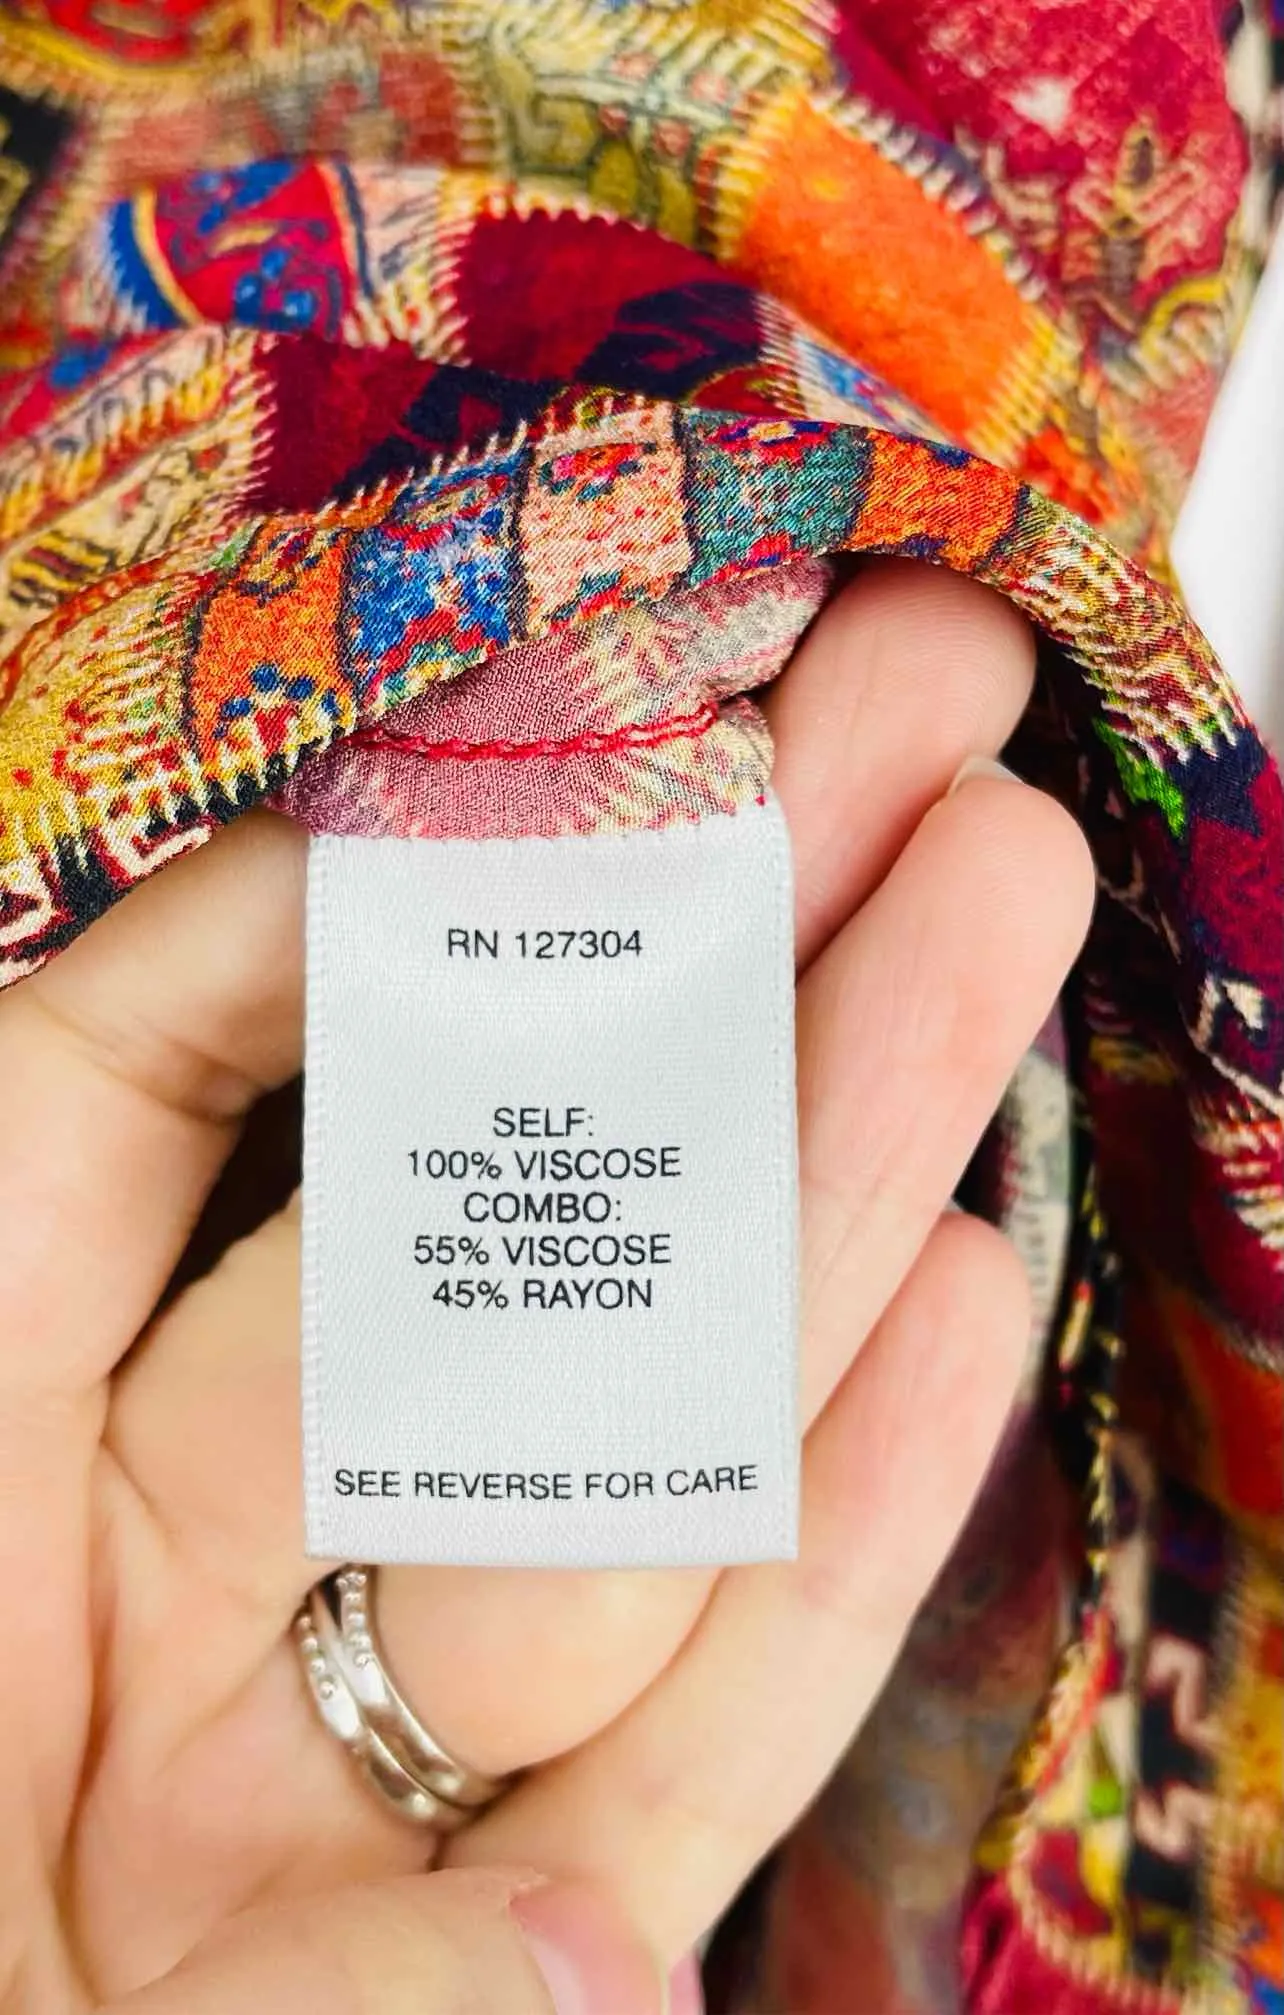 RN 127304
SELF:
100% VISCOSE
COMBO:
55% VISCOSE
45% RAYON
SEE REVERSE FOR CARE